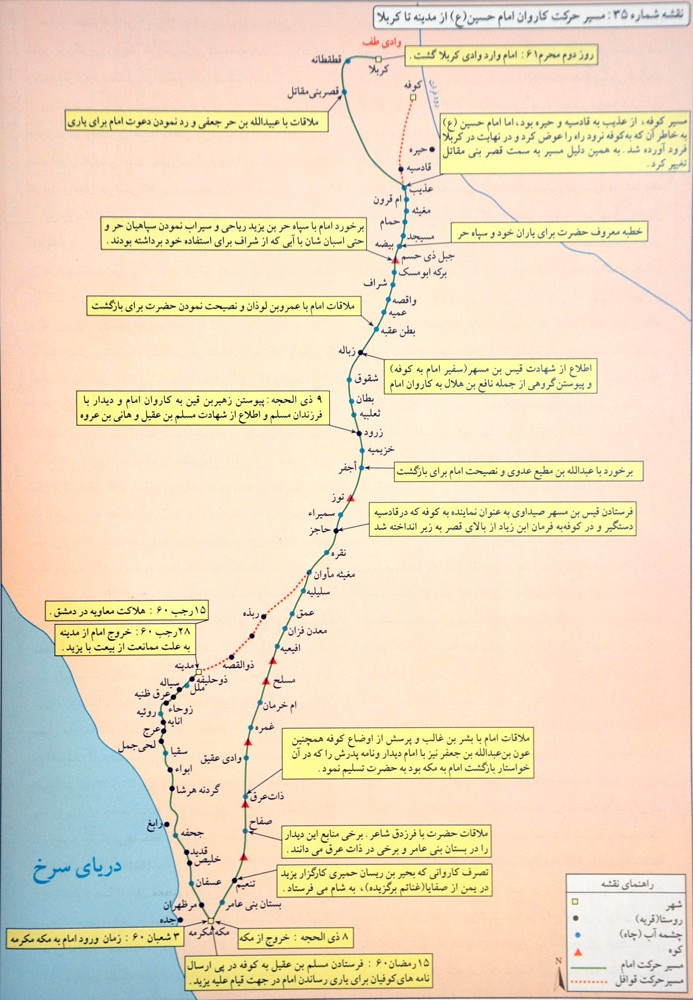 نقشه شماره ۳۵: مسیر حرکت کاروان امام حسین(ع) از مدینه تا کربلا
وادی طف
روز دوم محرم۶۱: امام وارد وادی کربلا گشت.
قطقطانه
کربلا
قصربنی‌مقاتل
کوفه
رود فرات
ملاقات با عبیدالله بن حر جعفی و رد نمودن دعوت امام برای یاری
مسیر کوفه، از عذیب به قادسیه و حیره بود، اما امام حسین (ع)
به خاطر آن که به‌کوفه نرود راه را عوض کرد و در نهایت در کربلا
فرود آورده شد. به همین دلیل مسیر به سمت قصر بنی مقاتل
تغییر کرد.
حیره
قادسیه
عذیب
ام قرون
مغیثه
حمام
مسیجد
بیضه
خطبه معروف حضرت برای یاران خود و سپاه حر
برخورد امام با سپاه حر بن یزید ریاحی و سیراب نمودن سپاهیان حر و
حتی اسبان شان با آبی که از شراف برای استفاده خود برداشته بودند.
جبل ذی حسم
برکه ابومسک
شراف
واقصه
عمیه
ملاقات امام با عمروبن لوذان و نصیحت نمودن حضرت برای بازگشت
بطن عقبه
زباله
اطلاع از شهادت قیس بن مسهر (سفیر امام به کوفه)
و پیوستن گروهی از جمله نافع بن هلال به کاروان امام
شقوق
بطان
ثعلبیه
۹ ذی الحجه: پیوستن زهیربن قین به کاروان امام و دیدار با
فرزندان مسلم و اطلاع از شهادت مسلم بن عقیل و هانی بن عروه
زرود
خزیمیه
أجفر
برخورد با عبدالله بن مطیع عدوی و نصیحت امام برای بازگشت
توز
سمیراء
حاجز
فرستادن قیس بن مسهر صیداوی به عنوان نماینده به کوفه که درقادسیه
دستگیر و در کوفه‌به فرمان ابن زیاد از بالای قصر به زیر انداخته شد
نقره
مغیثه مأوان
سلیلیه
۱۵رجب ۶۰ : هلاکت معاویه در دمشق.
ربذه
عمق
۲۸رجب ۶۰ : خروج امام از مدینه
به علت ممانعت از بیعت با یزید.
معدن فزان
افیعیه
ذوالقصه
مدینه
ذوحلیفه
مسلح
ملل
سیاله
عرق ظنیه
زوحاء
ام خرمان
روثیه
اثایه
عرج
غمره
لحی‌جمل
سقیا
وادی عقیق
ملاقات امام با بشر بن غالب و پرسش از اوضاع کوفه همچنین
عون بن‌عبدالله بن جعفر نیز با امام دیدار ونامه پدرش را که در آن
خواستار بازگشت امام به مکه بود به حضرت تسلیم نمود.
ابواء
گردنه هرشا
ذات‌عرق
رابغ
جحفه
صفاح
ملاقات حضرت با فرزدق شاعر. برخی منابع این دیدار
را در بستان بنی عامر و برخی در ذات عرق می دانند.
قدید
خلیص
دریای سرخ
تصرف کاروانی که بحیر بن ریسان حمیری کارگزار یزید
در یمن از صفایا(غنائم برگزیده)، به شام می فرستاد.
تنعیم
عسفان
مرظهران
بستان بنی عامر
جده
مکه مکرمه
۳ شعبان ۶۰ : زمان ورود امام به مکه مکرمه
۸ ذی الحجه : خروج از مکه
۱۵رمضان۶۰: فرستادن مسلم بن عقیل به کوفه در پی ارسال
نامه های‌کوفیان برای یاری رساندن امام در جهت قیام علیه یزید.
راهنمای نقشه
شهر
روستا(قریه)
چشمه آب (چاه)
کوه
مسیر حرکت امام
مسیرحرکت قوافل
N